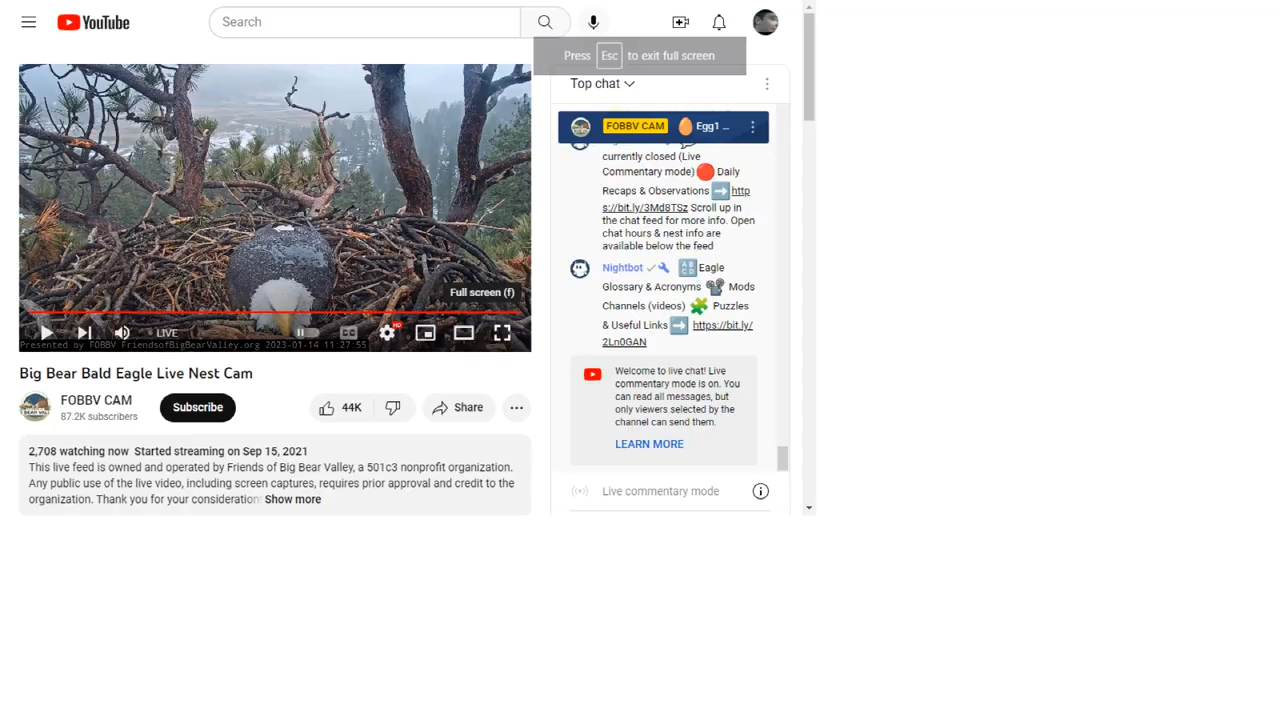 YouTube
Search
Press Esc to exit full screen
Top chat
FOBBV CAM Egg1 ...
currently closed (Live
Commentary mode) Daily
Recaps & Observations http
s://bit.ly/3Md8TSz Scroll up in
the chat feed for more info. Open
chat hours & nest info are
available below the feed
Nightbot Eagle
Glossary & Acronyms Mods
Channels (videos) Puzzles
& Useful Links https://bit.ly/
2Ln0GAN
Welcome to live chat! Live
commentary mode is on. You
can read all messages, but
only viewers selected by the
channel can send them.
LEARN MORE
Live commentary mode
Full screen (f)
LIVE
CC
HD
Presented by FOBBV FriendsofBigBearValley.org 2023-01-14 11:27:55
Big Bear Bald Eagle Live Nest Cam
FOBBV CAM
87.2K subscribers
Subscribe
44K
Share
2,708 watching now Started streaming on Sep 15, 2021
This live feed is owned and operated by Friends of Big Bear Valley, a 501c3 nonprofit organization.
Any public use of the live video, including screen captures, requires prior approval and credit to the
organization. Thank you for your consideration Show more